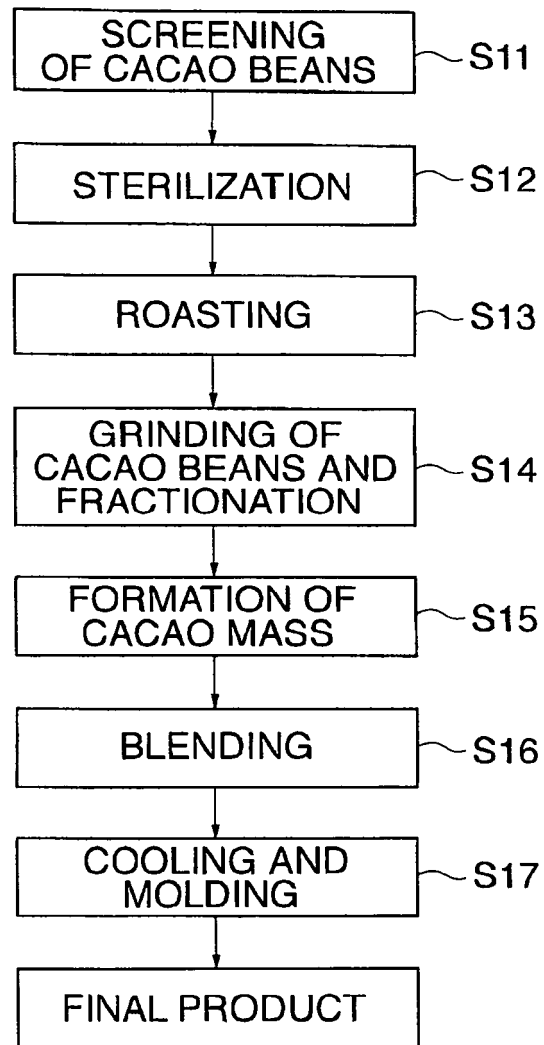 SCREENING
OF CACAO BEANS
S11
STERILIZATION
S12
ROASTING
S13
GRINDING OF
CACAO BEANS AND
FRACTIONATION
S14
FORMATION OF
CACAO MASS
S15
BLENDING
S16
COOLING AND
MOLDING
S17
FINAL PRODUCT